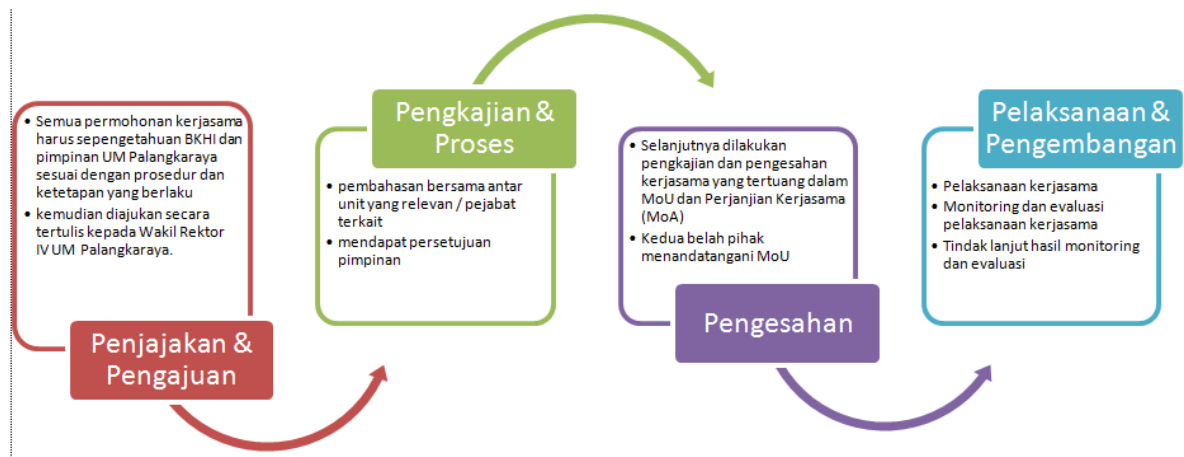 • Semua permohonan kerjasama
harus sepengetahuan BKHI dan
pimpinan UM Palangkaraya
sesuai dengan prosedur dan
ketetapan yang berlaku
• kemudian diajukan secara
tertulis kepada Wakil Rektor
IV UM Palangkaraya.
Penjajakan &
Pengajuan
Pengkajian &
Proses
• pembahasan bersama antar
unit yang relevan / pejabat
terkait
• mendapat persetujuan
pimpinan
• Selanjutnya dilakukan
pengkajian dan pengesahan
kerjasama yang tertuang dalam
MoU dan Perjanjian Kerjasama
(MoA)
• Kedua belah pihak
menandatangani MoU
Pengesahan
Pelaksanaan &
Pengembangan
• Pelaksanaan kerjasama
• Monitoring dan evaluasi
pelaksanaan kerjasama
• Tindak lanjut hasil monitoring
dan evaluasi